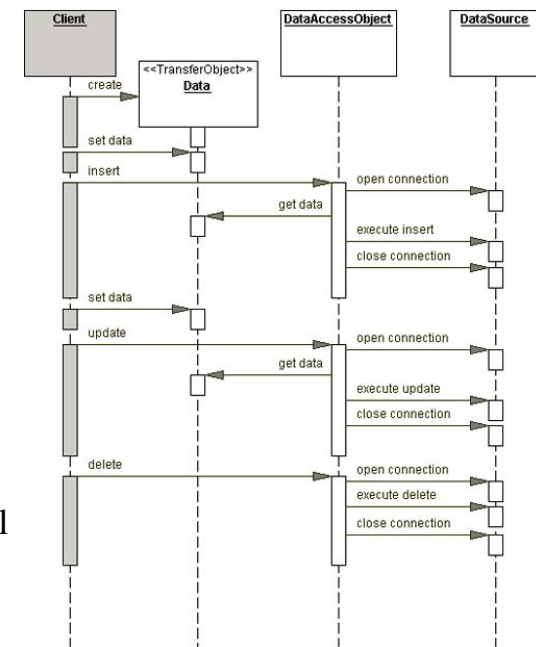 Client
DataAccessObject
DataSource
<<TransferObject>>
Data
create
set data
insert
open connection
get data
execute insert
close connection
set data
update
open connection
get data
execute update
close connection
delete
open connection
execute delete
close connection
l